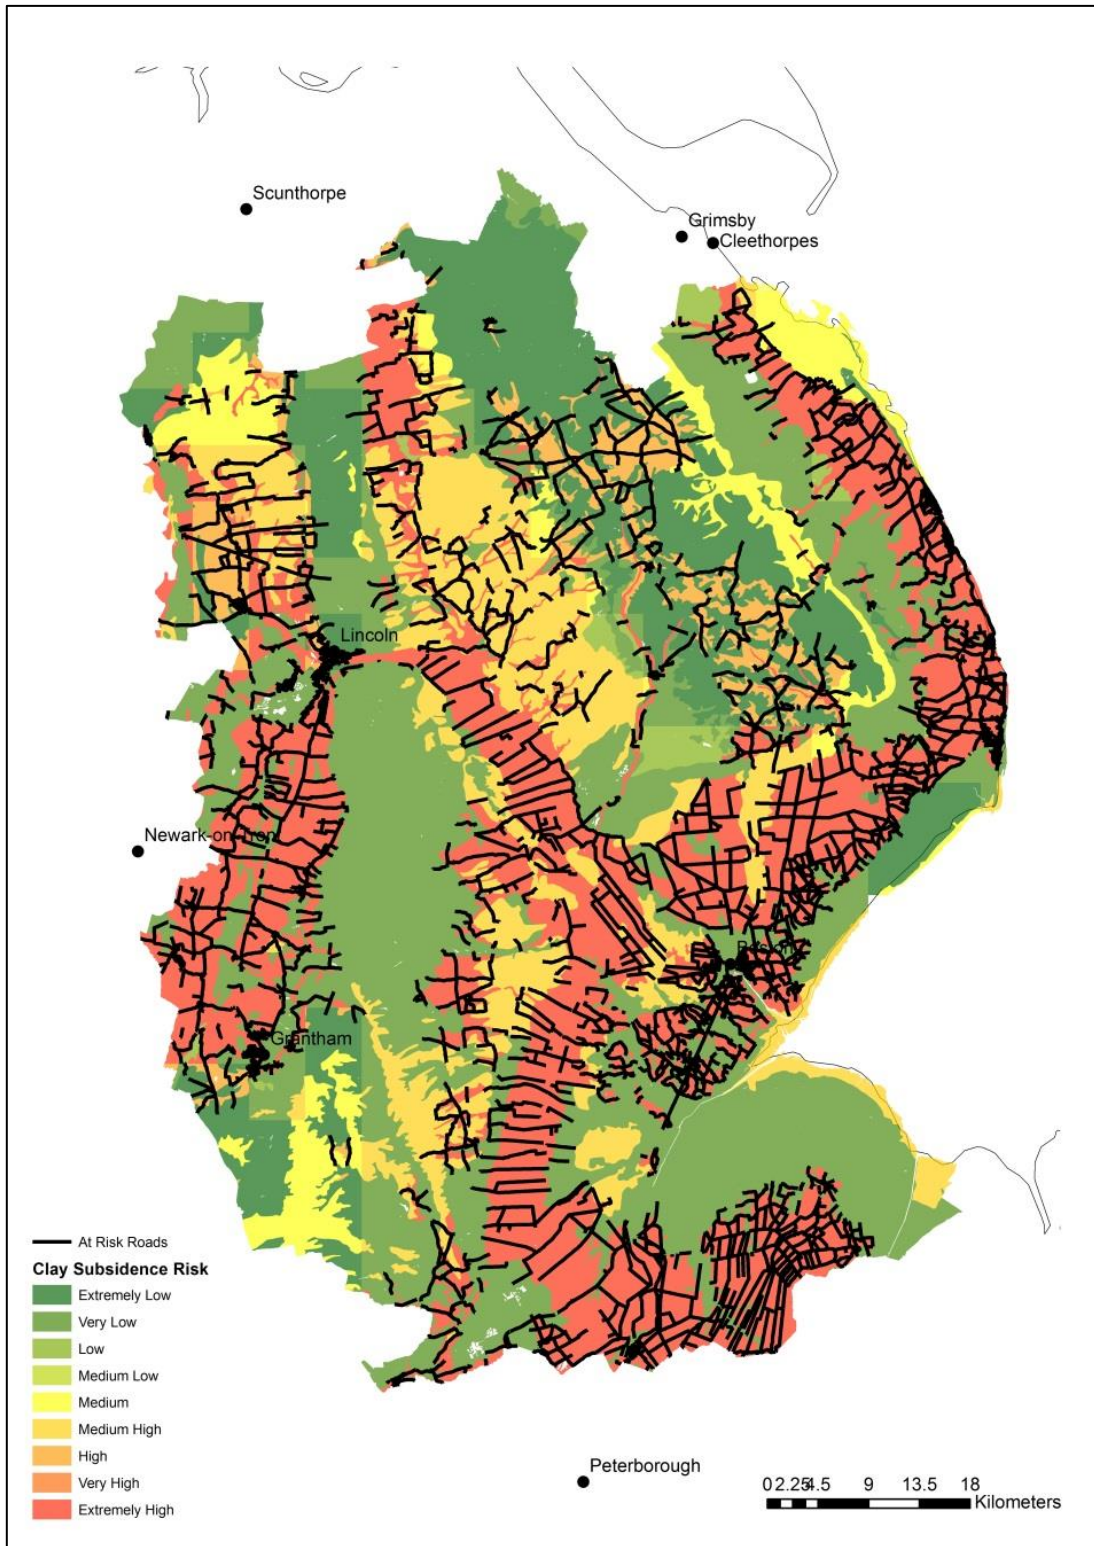 Scunthorpe
Grimsby
Cleethorpes
Lincoln
Newark-on-Trent
Boston
Grantham
At Risk Roads
Clay Subsidence Risk
Extremely Low
Very Low
Low
Medium Low
Medium
Medium High
High
Very High
Extremely High
Peterborough
0 2.25 4.5 9 13.5 18
Kilometers